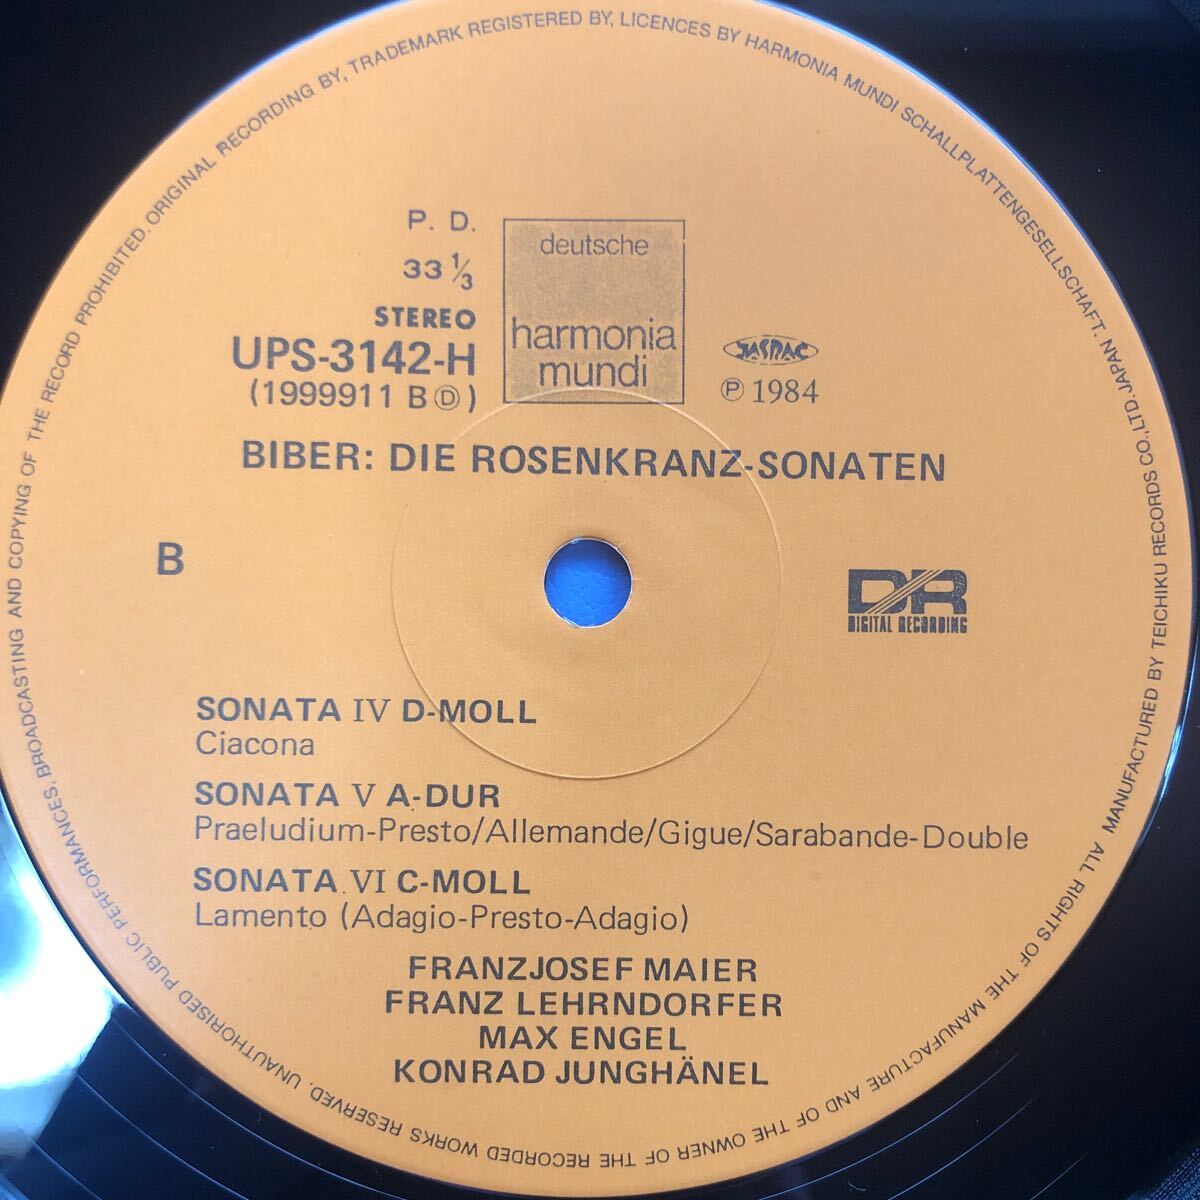 ORIGINAL RECORDING BY, TRADEMARK REGISTERED BY, LICENCES BY HARMONIA MUNDI SCHALLPLATTENGESELLSCHAFT. LTD. JAPAN
MANUFACTURED BY TEICHIKU RECORDS CO., LTD. JAPAN ALL RIGHTS OF THE MANUFACTURE AND OF THE OWNER OF THE RECORDED WORKS RESERVED. UNAUTHORISED PUBLIC PERFORMANCES, BROADCASTING AND COPYING OF THE RECORD PROHIBITED.
P. D.
33 1/3
STEREO
UPS-3142-H
(1999911 B Ⓓ)
deutsche
harmonia
mundi
JASRAC
℗ 1984
BIBER: DIE ROSENKRANZ-SONATEN
B
DR
DIGITAL RECORDING
SONATA IV D-MOLL
Ciacona
SONATA V A-DUR
Praeludium-Presto/Allemande/Gigue/Sarabande-Double
SONATA VI C-MOLL
Lamento (Adagio-Presto-Adagio)
FRANZJOSEF MAIER
FRANZ LEHRNDORFER
MAX ENGEL
KONRAD JUNGHÄNEL